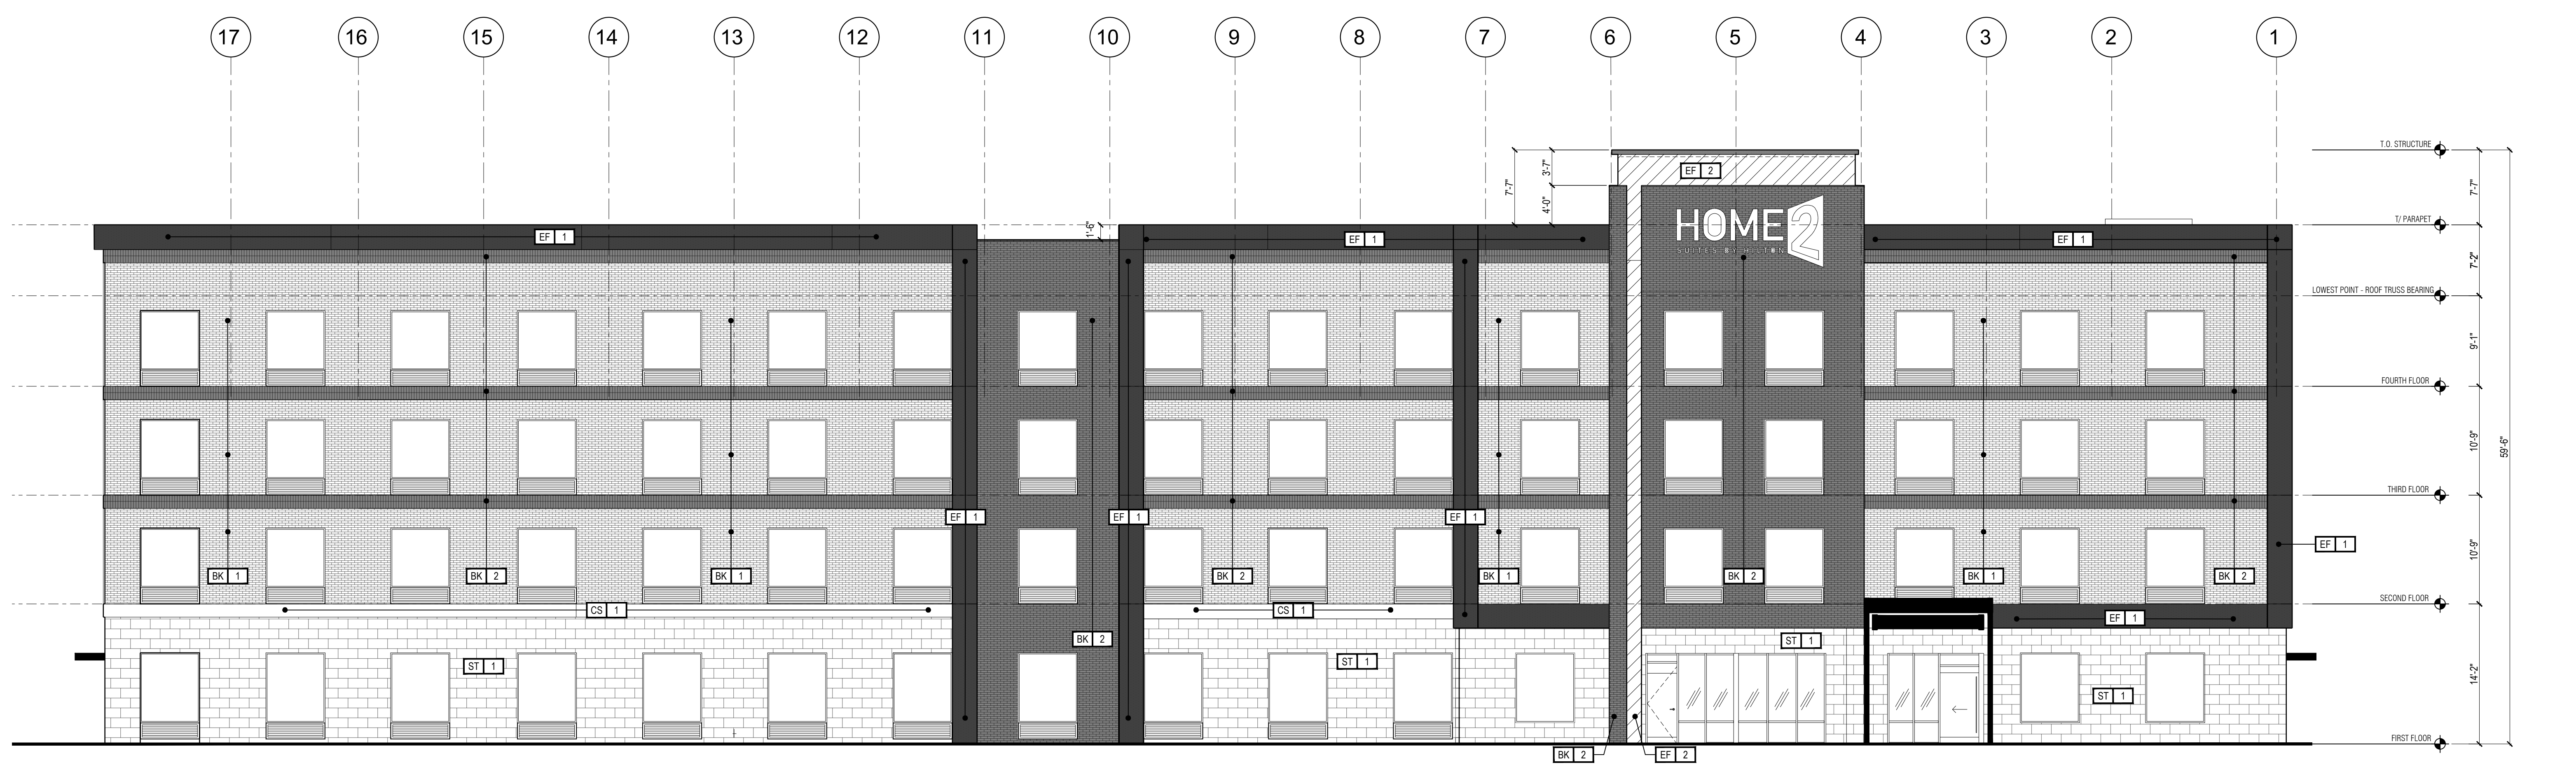 17 16 15 14 13 12 11 10 9 8 7 6 5 4 3 2 1
T.O. STRUCTURE
3'-7"
EF 2
7'-7"
7'-7"
4'-0"
HOME 2
SUITES BY HILTON
T/ PARAPET
1'-6"
EF 1
EF 1
EF 1
7'-2"
LOWEST POINT - ROOF TRUSS BEARING
9'-1"
FOURTH FLOOR
10'-9"
59'-6"
THIRD FLOOR
EF 1
EF 1
EF 1
EF 1
10'-9"
BK 1
BK 2
BK 1
BK 2
BK 1
BK 2
BK 1
BK 2
SECOND FLOOR
CS 1
CS 1
EF 1
BK 2
ST 1
ST 1
ST 1
14'-2"
ST 1
FIRST FLOOR
BK 2
EF 2